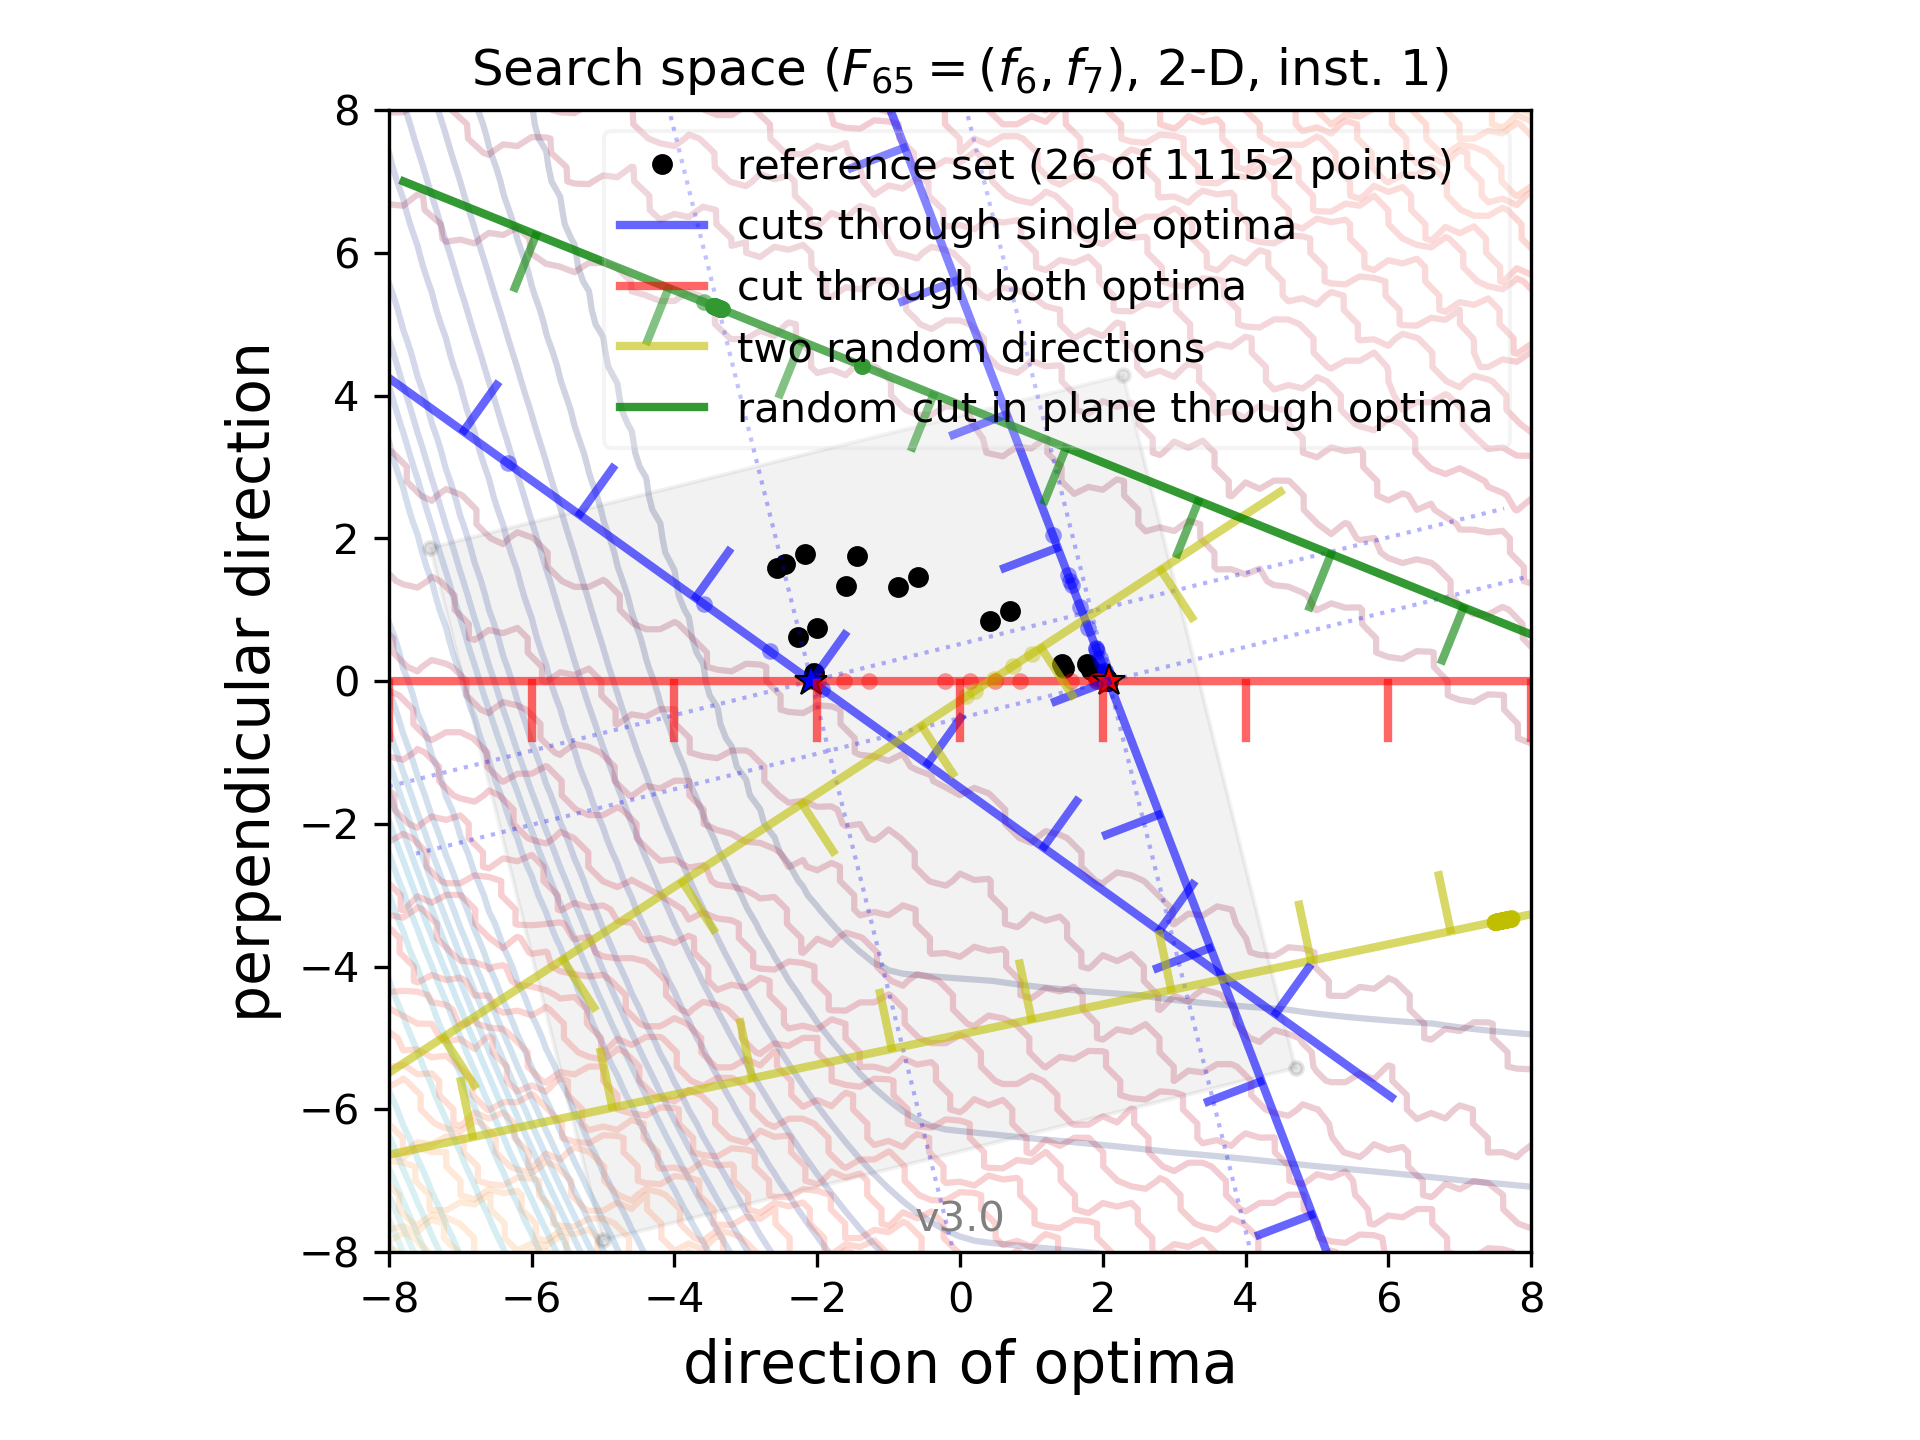 Search space (F65 = (f6, f7), 2-D, inst. 1)
8
reference set (26 of 11152 points)
cuts through single optima
6
cut through both optima
two random directions
4
random cut in plane through optima
2
0
−2
−4
−6
−8
perpendicular direction
v3.0
−8 −6 −4 −2 0 2 4 6 8
direction of optima